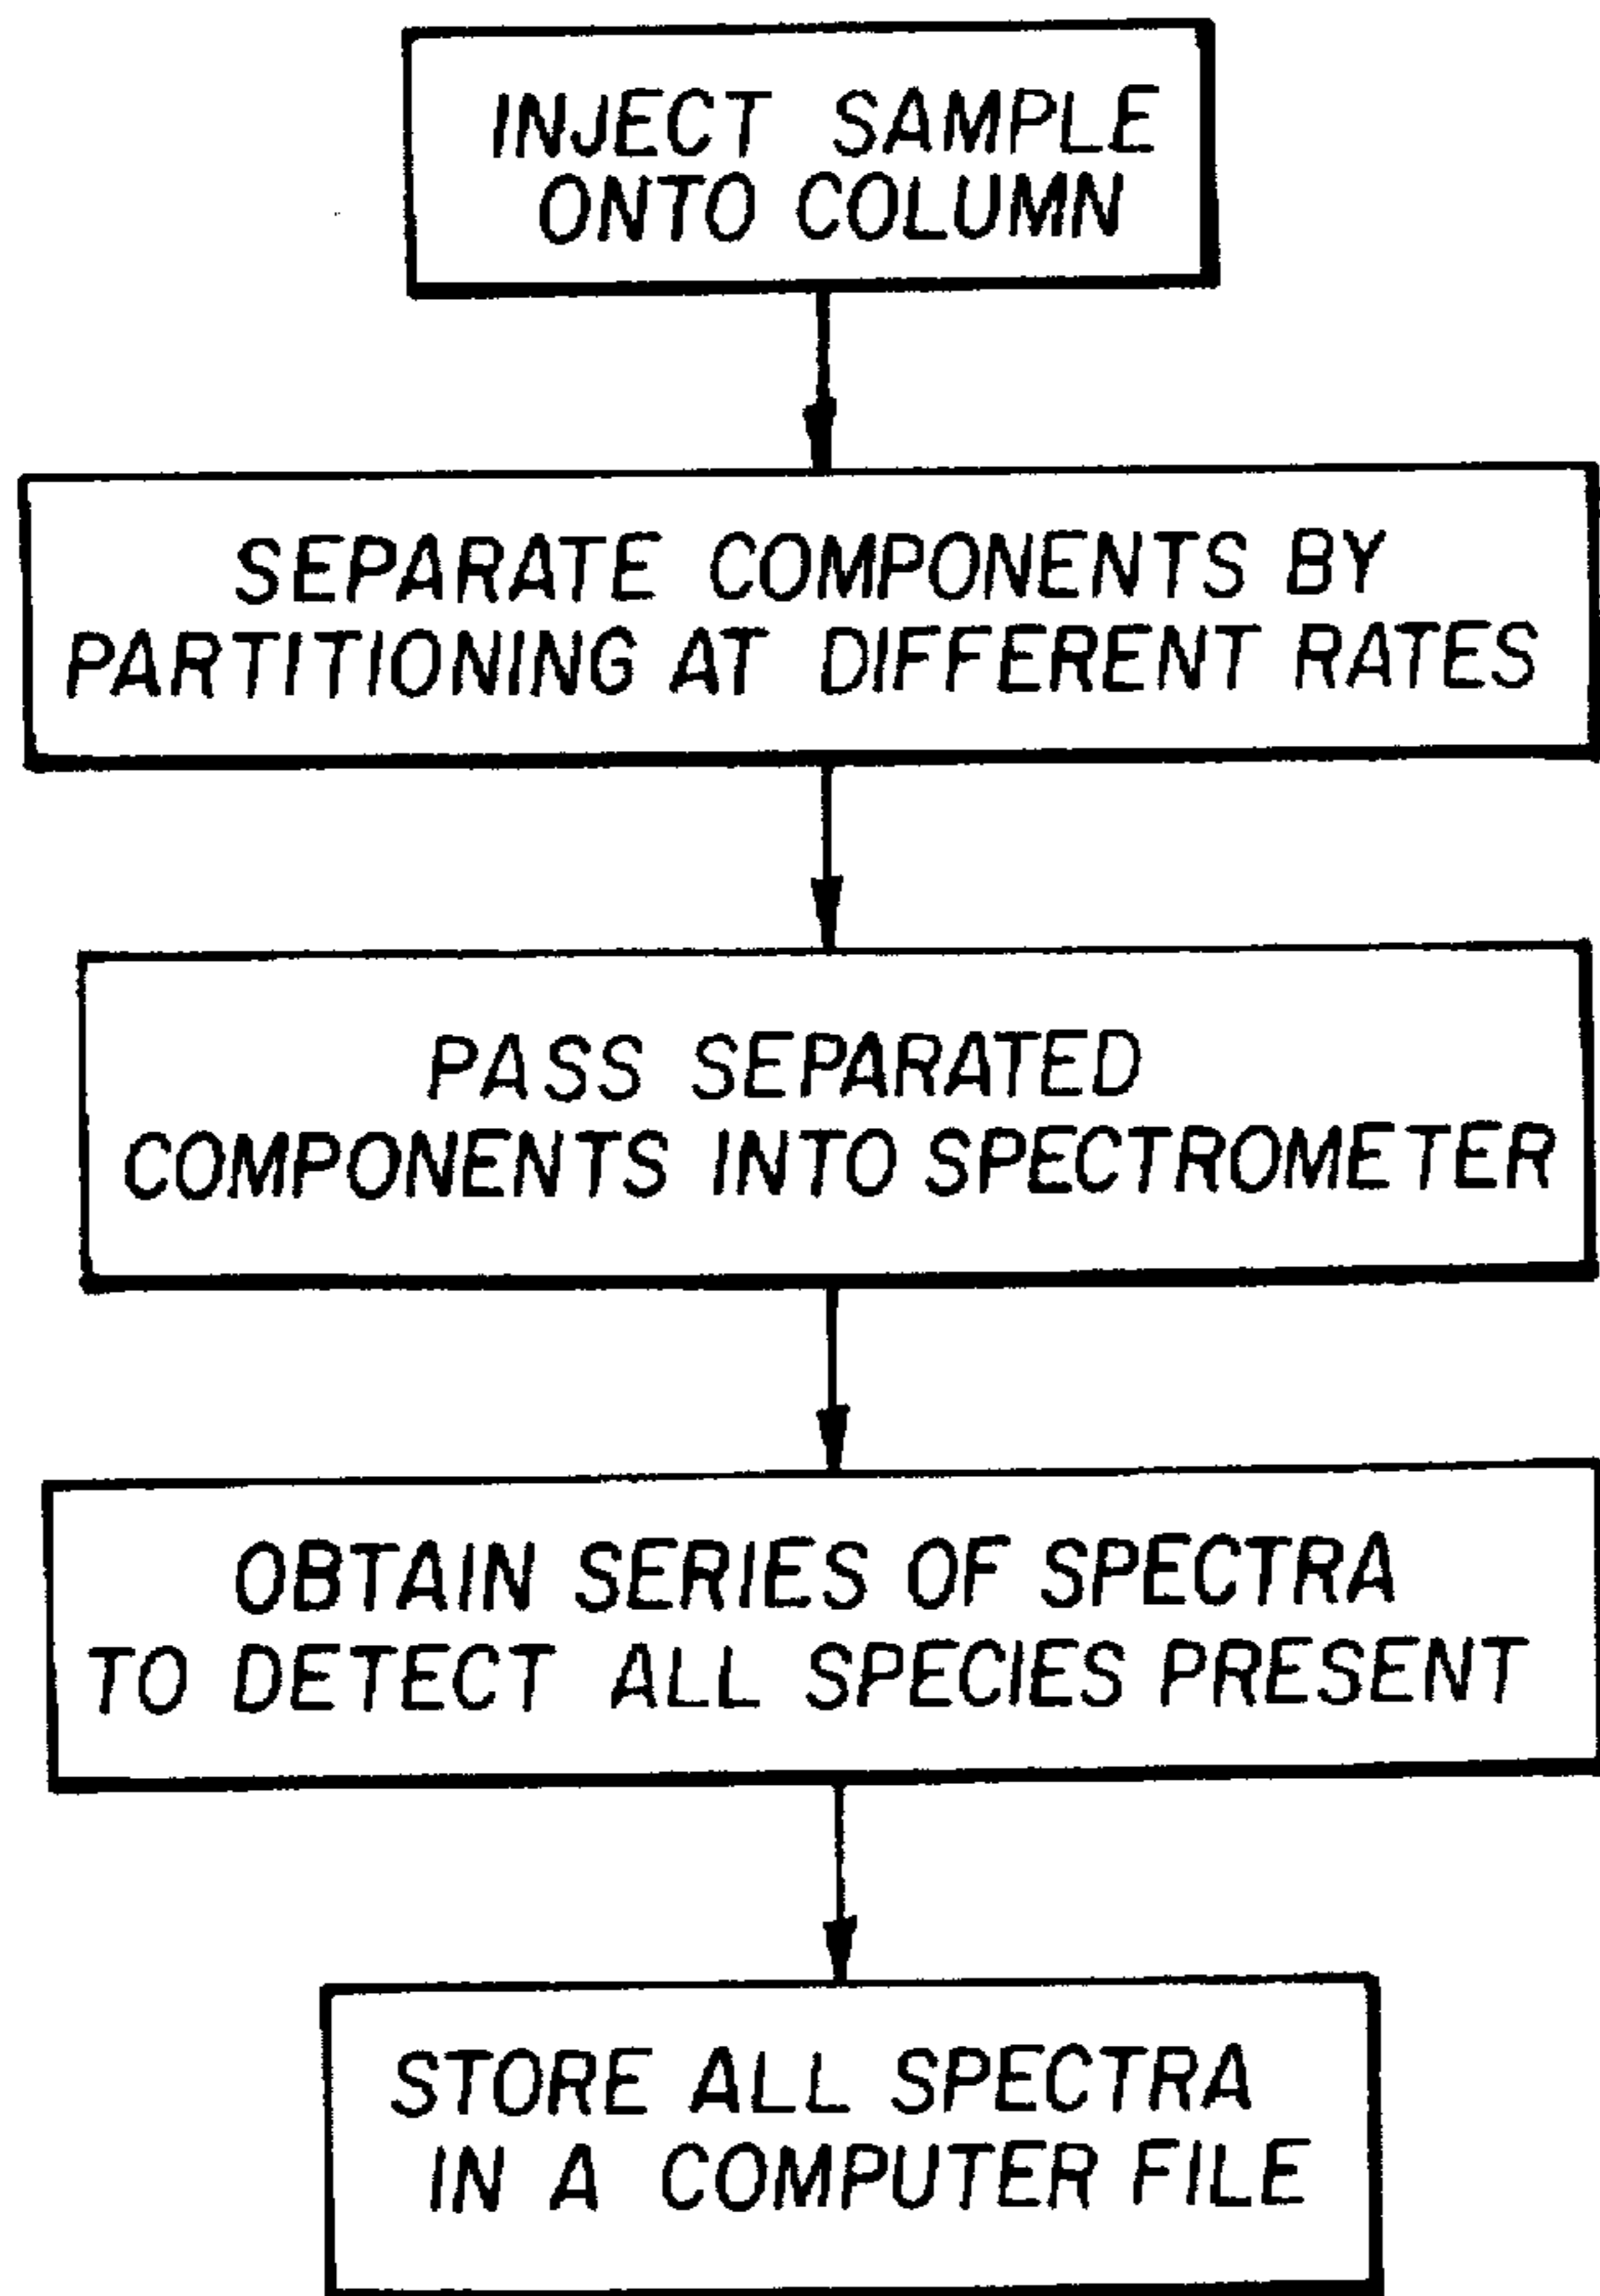 INJECT SAMPLE
ONTO COLUMN
SEPARATE COMPONENTS BY
PARTITIONING AT DIFFERENT RATES
PASS SEPARATED
COMPONENTS INTO SPECTROMETER
OBTAIN SERIES OF SPECTRA
TO DETECT ALL SPECIES PRESENT
STORE ALL SPECTRA
IN A COMPUTER FILE